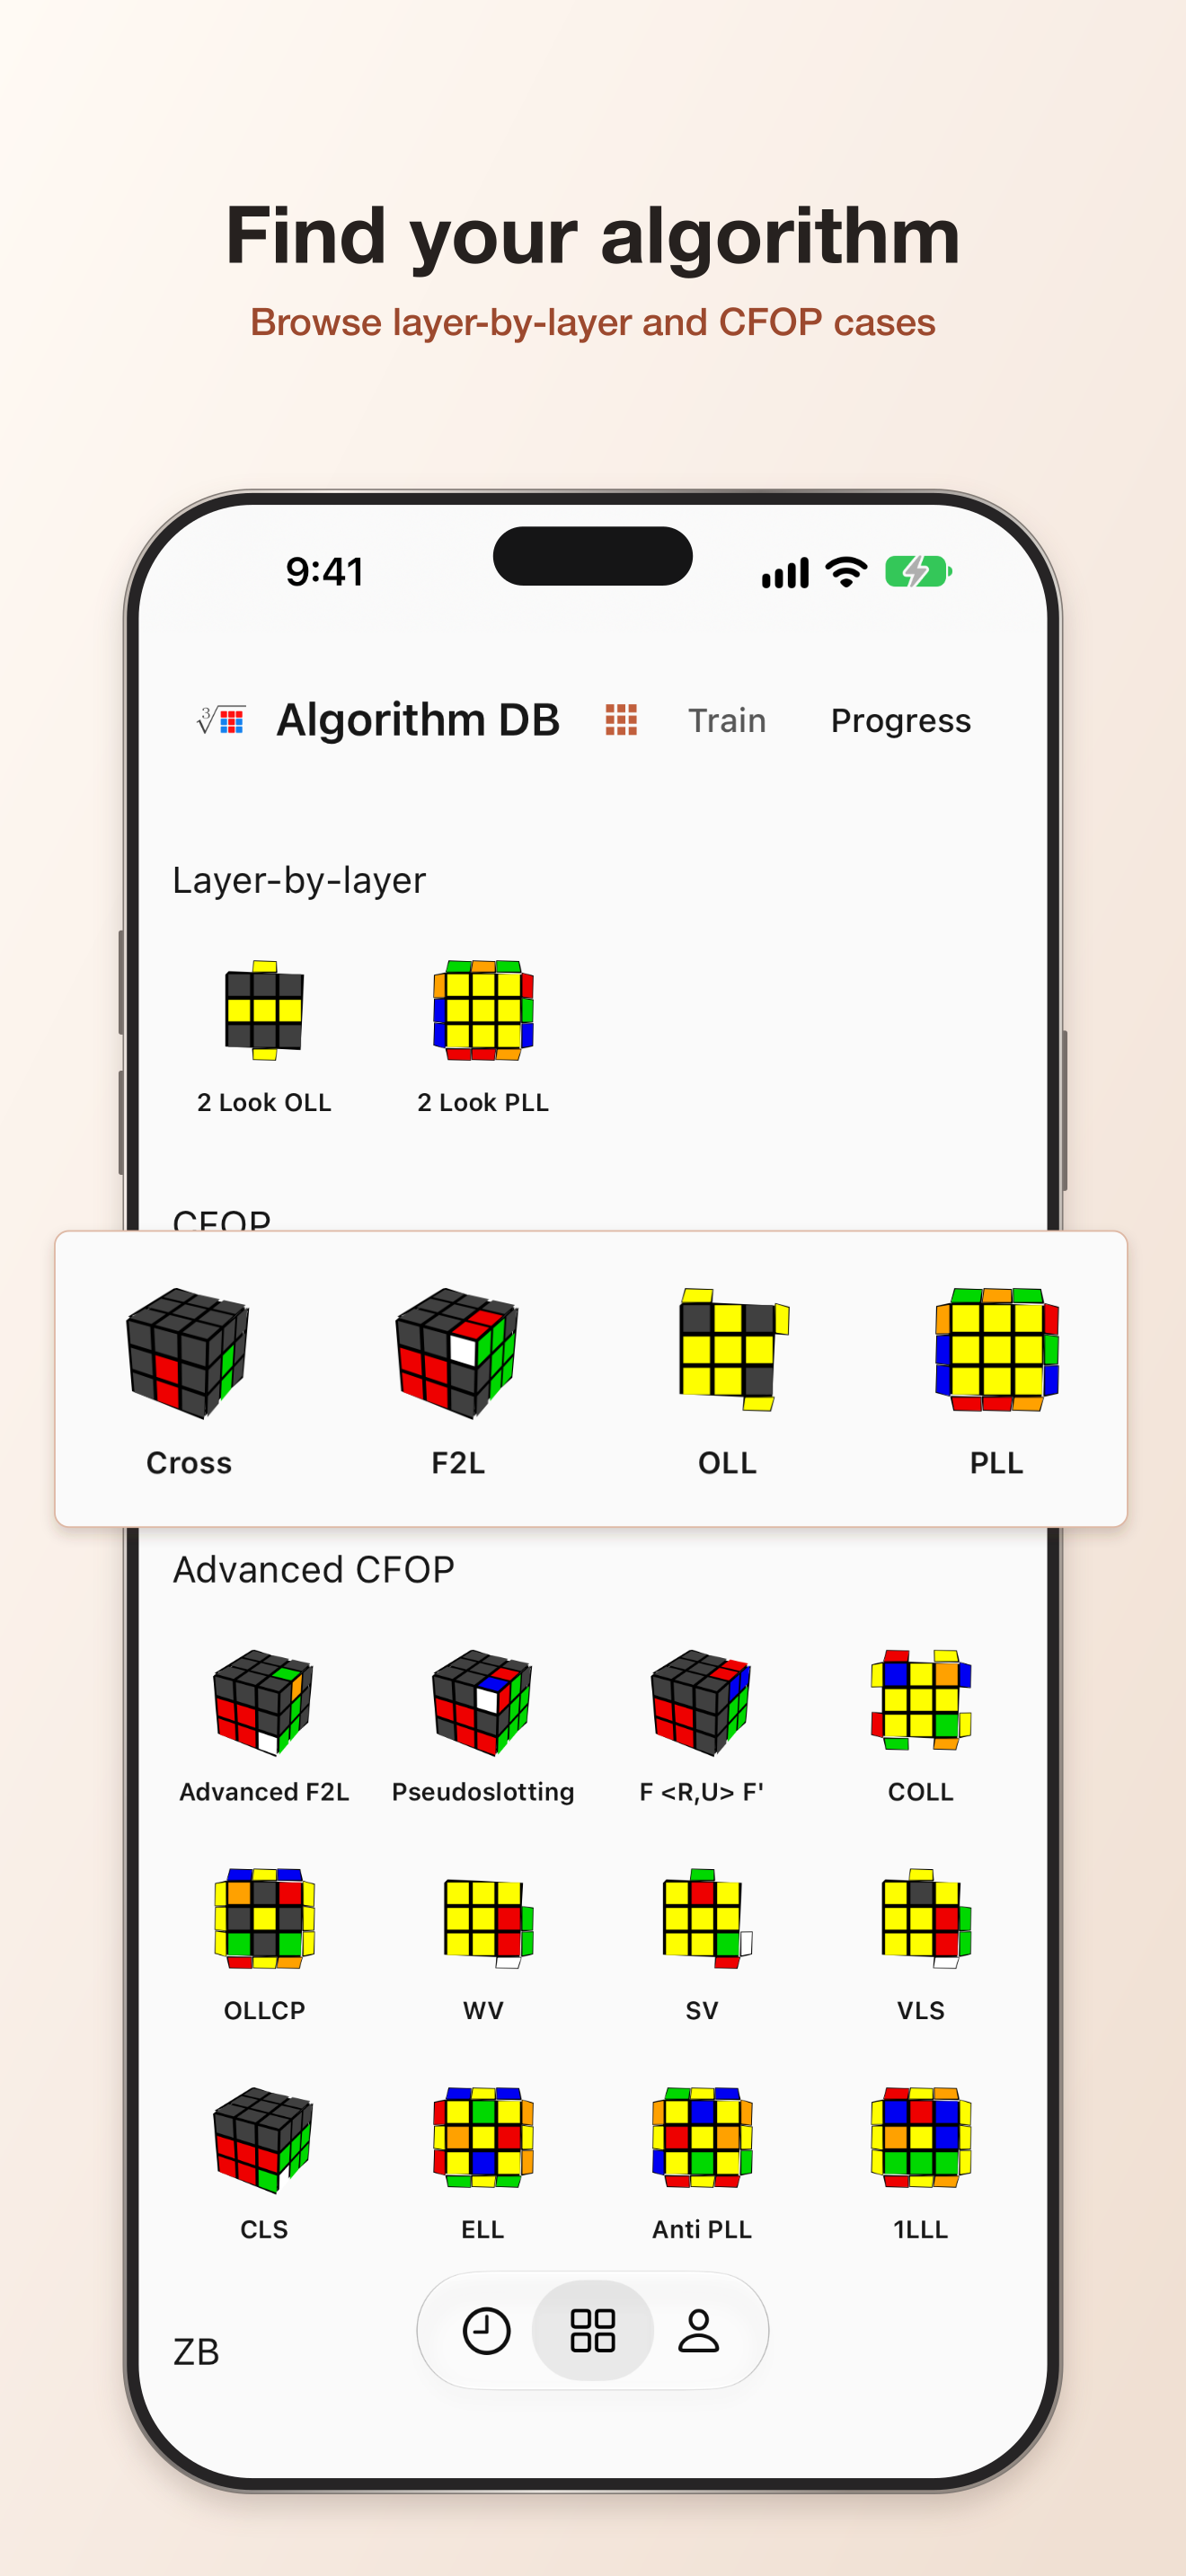 Find your algorithm
Browse layer-by-layer and CFOP cases
9:41
3 Algorithm DB Train Progress
Layer-by-layer
2 Look OLL 2 Look PLL
CFOP
Cross F2L OLL PLL
Advanced CFOP
Advanced F2L Pseudoslotting F <R,U> F' COLL
OLLCP WV SV VLS
CLS ELL Anti PLL 1LLL
ZB